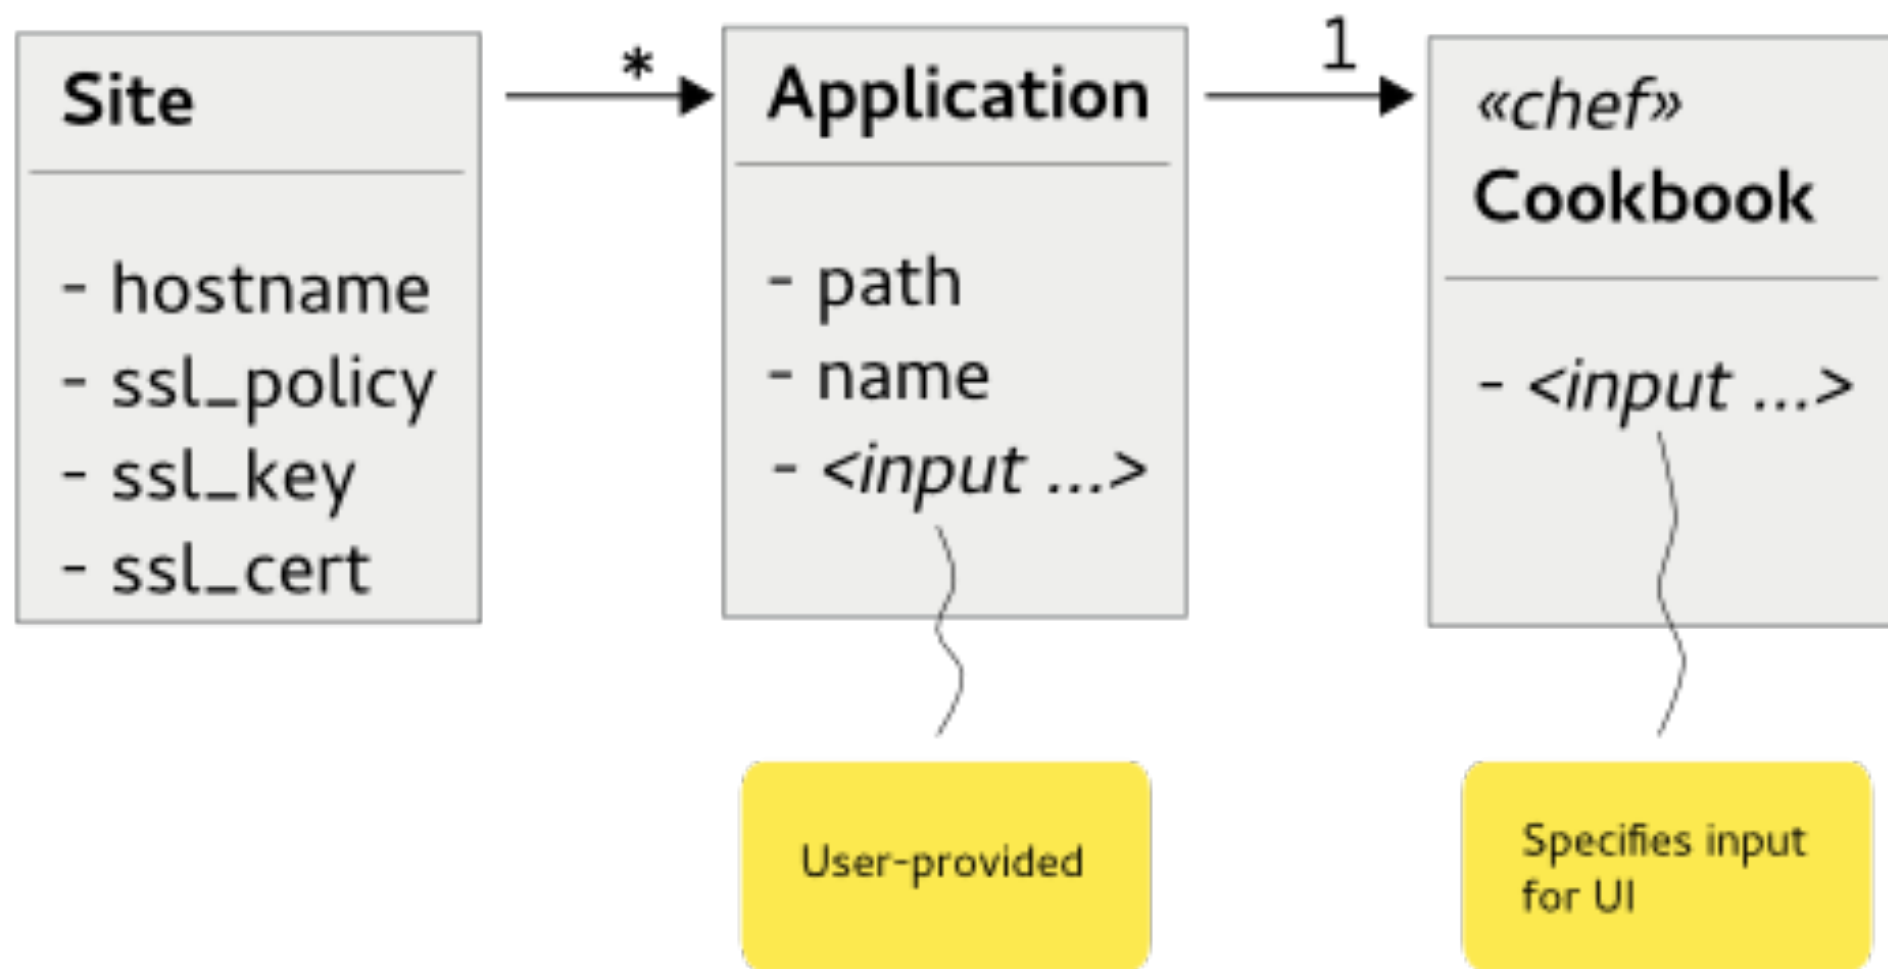 Site
- hostname
- ssl_policy
- ssl_key
- ssl_cert
*
Application
- path
- name
- <input ...>
1
«chef»
Cookbook
- <input ...>
User-provided
Specifies input
for UI